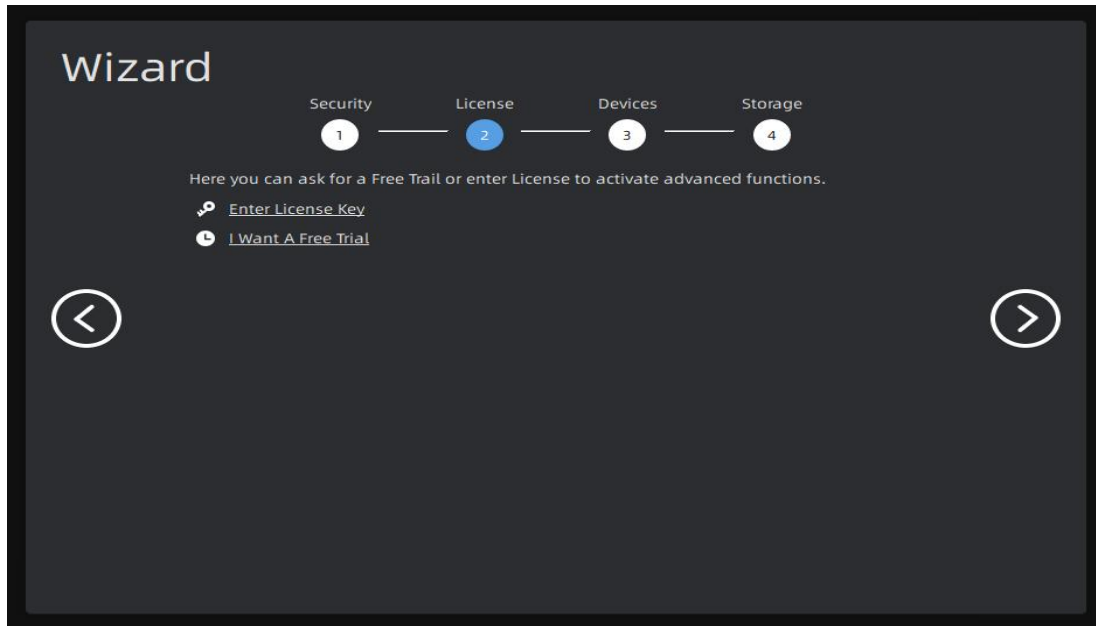 Wizard
Security License Devices Storage
1 2 3 4
Here you can ask for a Free Trail or enter License to activate advanced functions.
Enter License Key
I Want A Free Trial